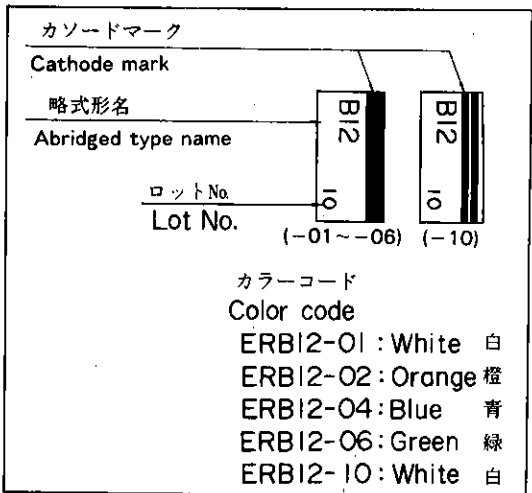 カソードマーク
Cathode mark
略式形名
Abridged type name
ロットNo.
Lot No.
B12
10
B12
10
(-01~-06) (-10)
カラーコード
Color code
ERB12-01:White 白
ERB12-02:Orange 橙
ERB12-04:Blue 青
ERB12-06:Green 緑
ERB12-10:White 白